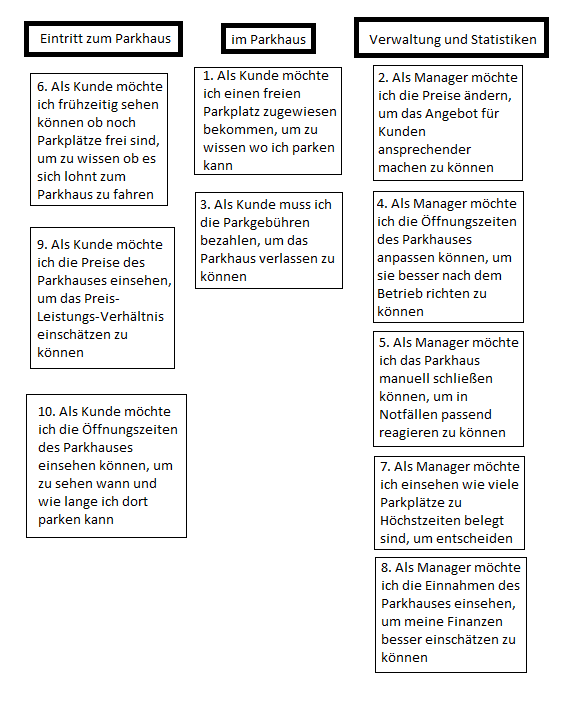 Eintritt zum Parkhaus
6. Als Kunde möchte
ich frühzeitig sehen
können ob noch
Parkplätze frei sind,
um zu wissen ob es
sich lohnt zum
Parkhaus zu fahren
9. Als Kunde möchte
ich die Preise des
Parkhauses einsehen,
um das Preis-
Leistungs-Verhältnis
einschätzen zu
können
10. Als Kunde möchte
ich die Öffnungszeiten
des Parkhauses
einsehen können, um
zu sehen wann und
wie lange ich dort
parken kann
im Parkhaus
1. Als Kunde möchte
ich einen freien
Parkplatz zugewiesen
bekommen, um zu
wissen wo ich parken
kann
3. Als Kunde muss ich
die Parkgebühren
bezahlen, um das
Parkhaus verlassen zu
können
Verwaltung und Statistiken
2. Als Manager möchte
ich die Preise ändern,
um das Angebot für
Kunden
ansprechender
machen zu können
4. Als Manager möchte
ich die Öffnungszeiten
des Parkhauses
anpassen können, um
sie besser nach dem
Betrieb richten zu
können
5. Als Manager möchte
ich das Parkhaus
manuell schließen
können, um in
Notfällen passend
reagieren zu können
7. Als Manager möchte
ich einsehen wie viele
Parkplätze zu
Höchstzeiten belegt
sind, um entscheiden
8. Als Manager möchte
ich die Einnahmen des
Parkhauses einsehen,
um meine Finanzen
besser einschätzen zu
können